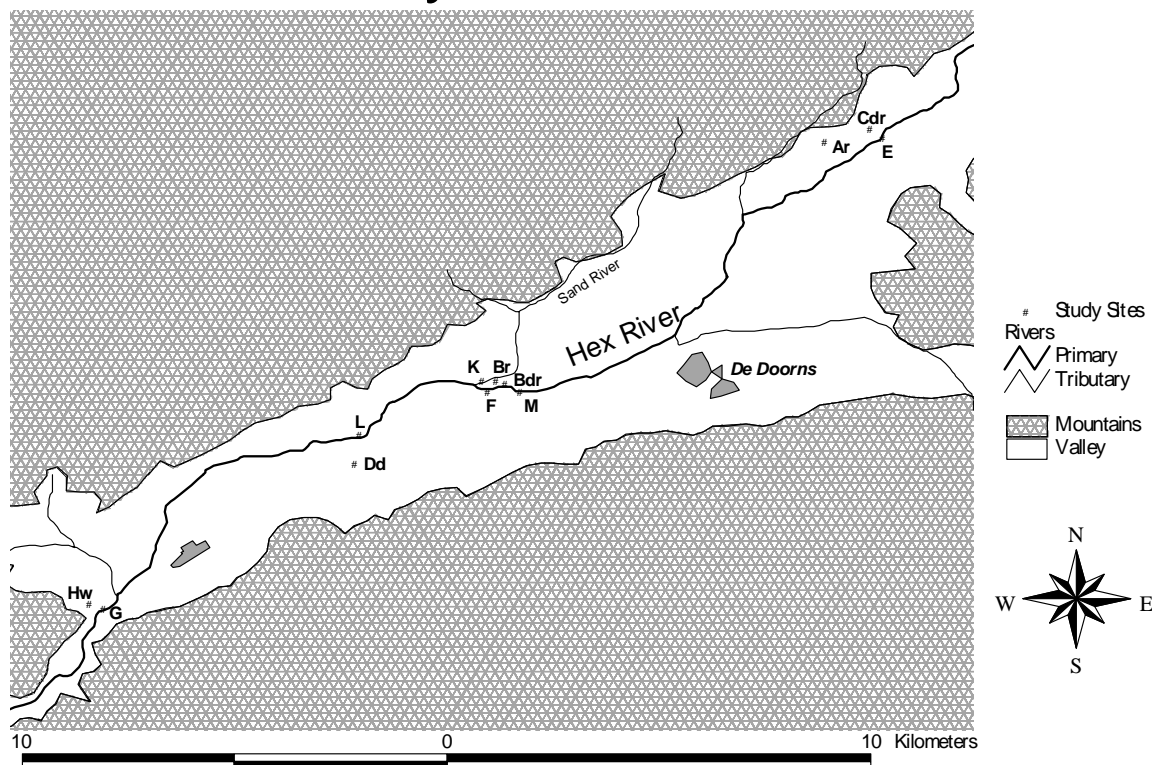 Cdr
Ar
E
Sand River
Hex River
K Br Bdr
F M
De Doorns
L
Dd
Hw
G
# Study Sites
Rivers
Primary
Tributary
Mountains
Valley
N
W E
S
10 0 10 Kilometers